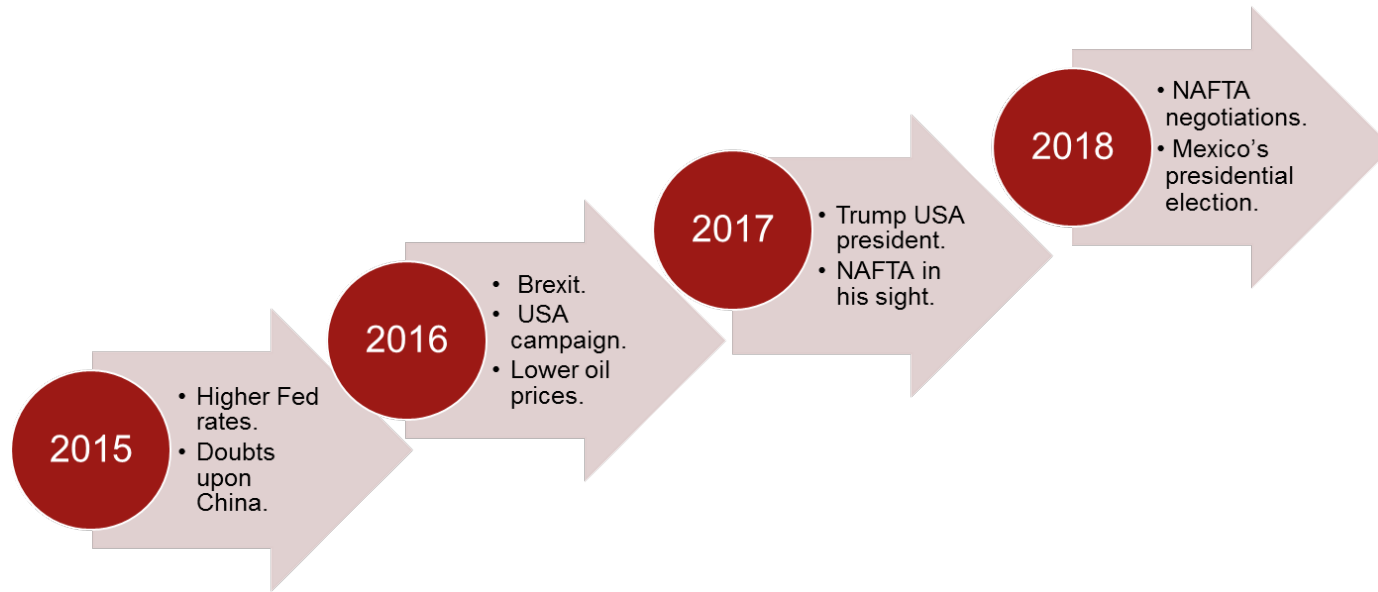 2015
• Higher Fed
rates.
• Doubts
upon
China.
2016
• Brexit.
• USA
campaign.
• Lower oil
prices.
2017
• Trump USA
president.
• NAFTA in
his sight.
2018
• NAFTA
negotiations.
• Mexico’s
presidential
election.